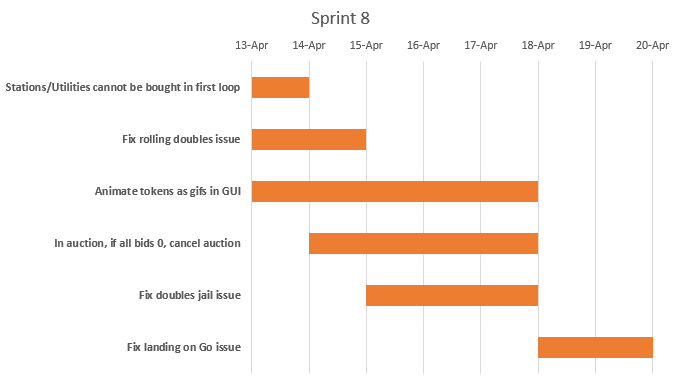 Sprint 8
13-Apr 14-Apr 15-Apr 16-Apr 17-Apr 18-Apr 19-Apr 20-Apr
Stations/Utilities cannot be bought in first loop
Fix rolling doubles issue
Animate tokens as gifs in GUI
In auction, if all bids 0, cancel auction
Fix doubles jail issue
Fix landing on Go issue